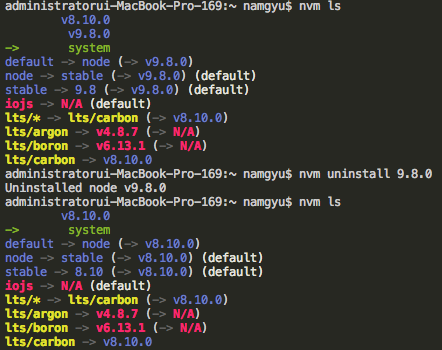 administratorui-MacBook-Pro-169:~ namgyu$ nvm ls
v8.10.0
v9.8.0
-> system
default -> node (-> v9.8.0)
node -> stable (-> v9.8.0) (default)
stable -> 9.8 (-> v9.8.0) (default)
iojs -> N/A (default)
lts/* -> lts/carbon (-> v8.10.0)
lts/argon -> v4.8.7 (-> N/A)
lts/boron -> v6.13.1 (-> N/A)
lts/carbon -> v8.10.0
administratorui-MacBook-Pro-169:~ namgyu$ nvm uninstall 9.8.0
Uninstalled node v9.8.0
administratorui-MacBook-Pro-169:~ namgyu$ nvm ls
v8.10.0
-> system
default -> node (-> v8.10.0)
node -> stable (-> v8.10.0) (default)
stable -> 8.10 (-> v8.10.0) (default)
iojs -> N/A (default)
lts/* -> lts/carbon (-> v8.10.0)
lts/argon -> v4.8.7 (-> N/A)
lts/boron -> v6.13.1 (-> N/A)
lts/carbon -> v8.10.0